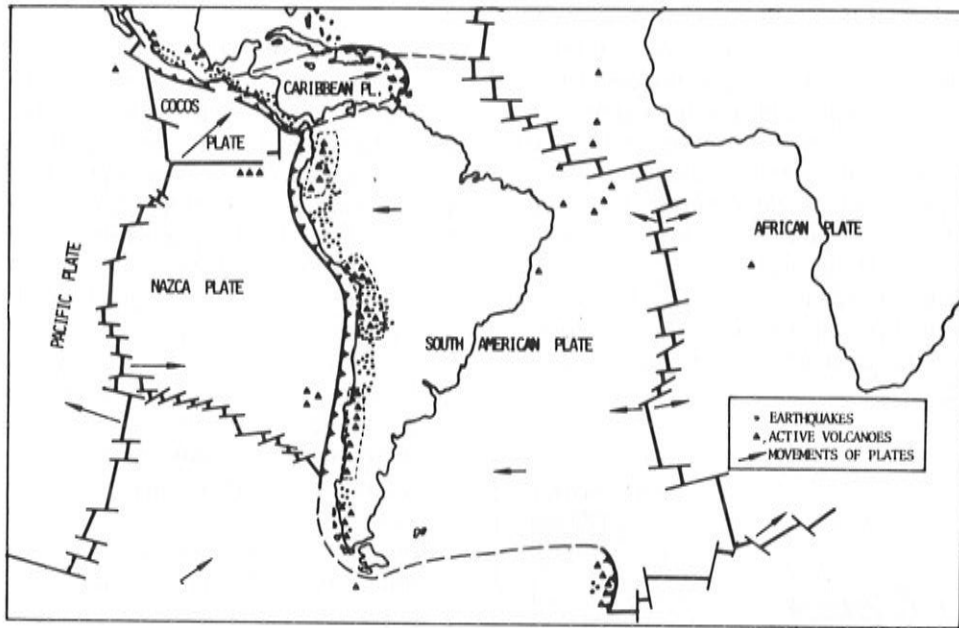 CARIBBEAN PL.
COCOS
PLATE
AFRICAN PLATE
NAZCA PLATE
PACIFIC PLATE
SOUTH AMERICAN PLATE
EARTHQUAKES
ACTIVE VOLCANOES
MOVEMENTS OF PLATES